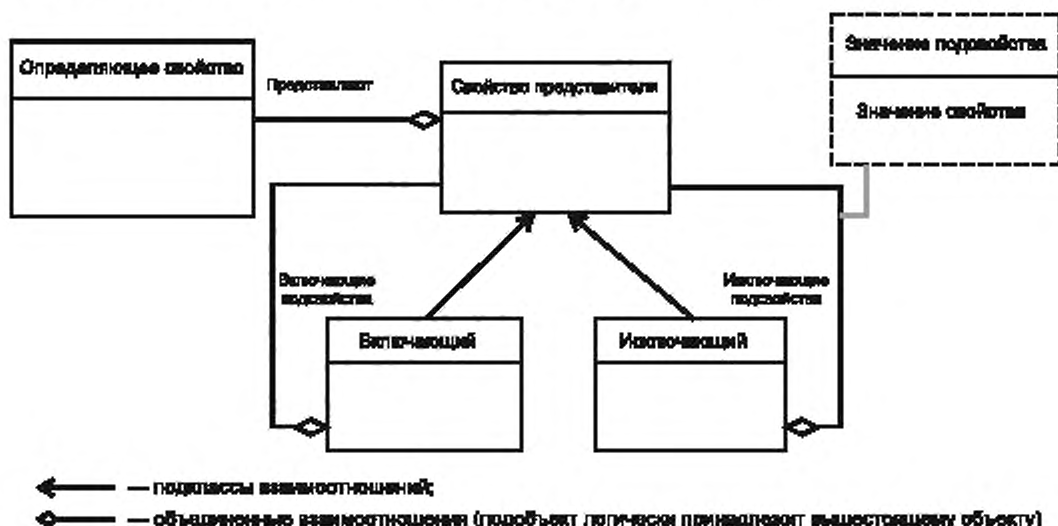 Определяющее свойство
Представляют
Свойство представителя
Значение подсвойства
Значение свойства
Включающие
подсвойства
Исключающие
подсвойства
Включающий
Исключающий
— подклассы взаимоотношений;
— объединенные взаимоотношения (подобъект логически принадлежит вышестоящему объекту)